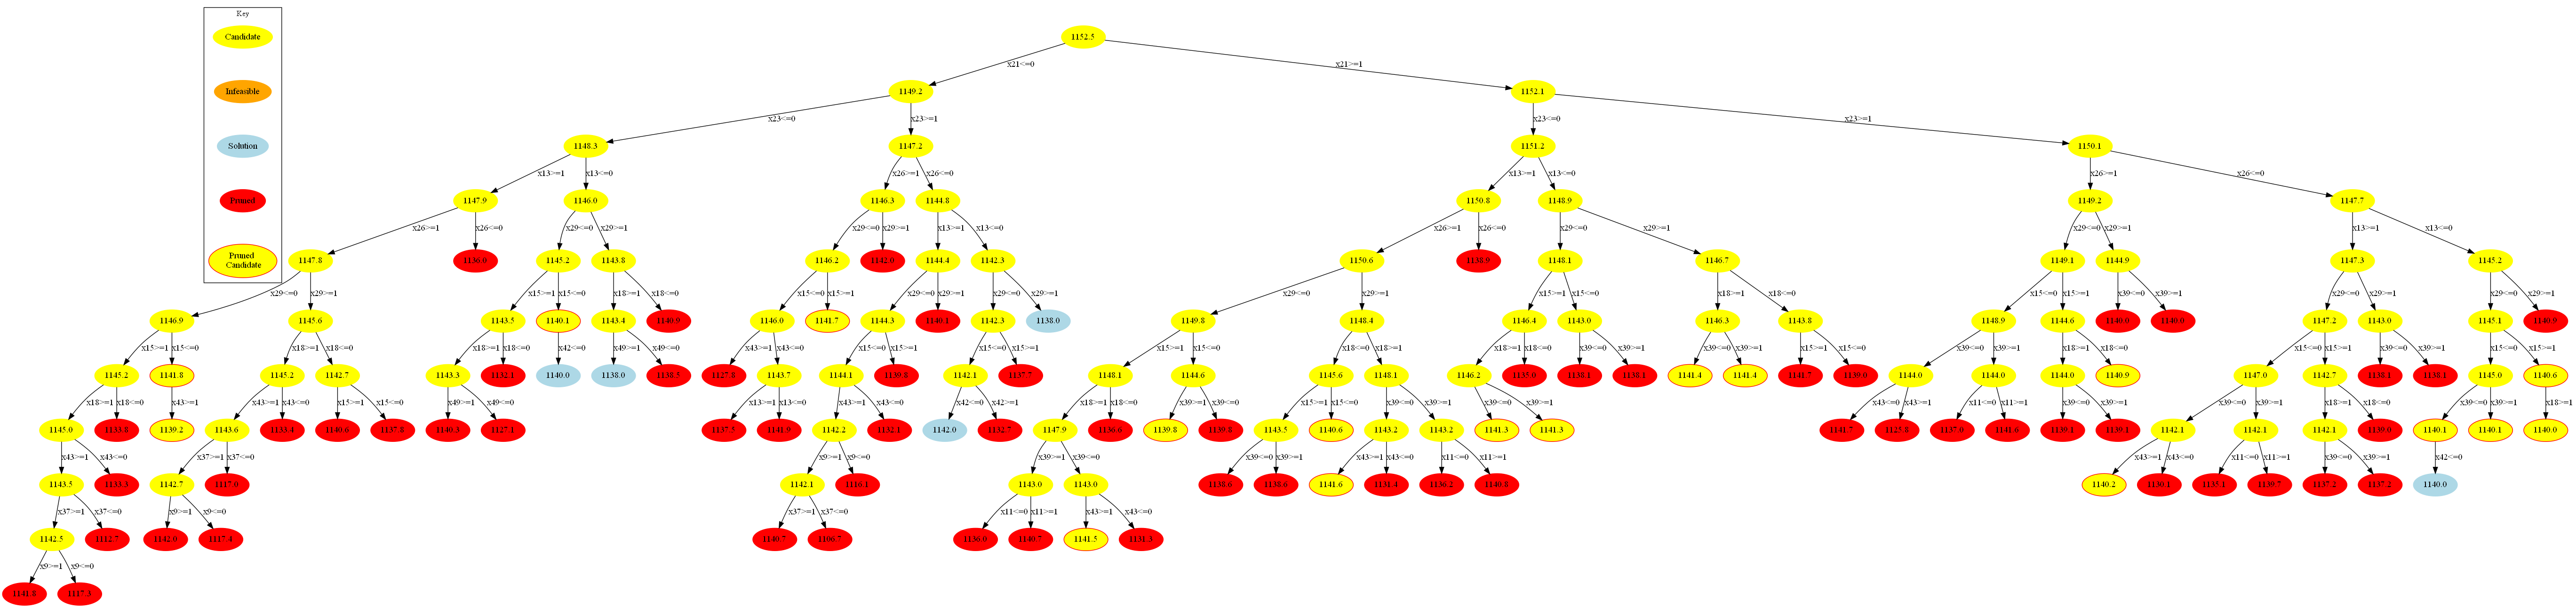 Key
Candidate
Infeasible
Solution
Pruned
Pruned
Candidate
1152.5
x21<=0 x21>=1
1149.2 1152.1
x23<=0 x23>=1 x23<=0 x23>=1
1148.3 1147.2 1151.2 1150.1
x13>=1 x13<=0 x26>=1 x26<=0 x13>=1 x13<=0 x26>=1 x26<=0
1147.9 1146.0 1146.3 1144.8 1150.8 1148.9 1149.2 1147.7
x26>=1 x26<=0 x29<=0 x29>=1 x29<=0 x29>=1 x13>=1 x13<=0 x26>=1 x26<=0 x29<=0 x29>=1 x29<=0 x29>=1 x13>=1 x13<=0
1147.8 1136.0 1145.2 1143.8 1146.2 1142.0 1144.4 1142.3 1150.6 1138.9 1148.1 1146.7 1149.1 1144.9 1147.3 1145.2
x29<=0 x29>=1 x15>=1 x15<=0 x18>=1 x18<=0 x15<=0 x15>=1 x29<=0 x29>=1 x29<=0 x29>=1 x29<=0 x29>=1 x15>=1 x15<=0 x18>=1 x18<=0 x15<=0 x15>=1 x39<=0 x39>=1 x29<=0 x29>=1 x29<=0 x29>=1
1146.9 1145.6 1143.5 1140.1 1143.4 1140.9 1146.0 1141.7 1144.3 1140.1 1142.3 1138.0 1149.8 1148.4 1146.4 1143.0 1146.3 1143.8 1148.9 1144.6 1140.0 1140.0 1147.2 1143.0 1145.1 1140.9
x15>=1 x15<=0 x18>=1 x18<=0 x18>=1 x18<=0 x42<=0 x49>=1 x49<=0 x43>=1 x43<=0 x15<=0 x15>=1 x15<=0 x15>=1 x15>=1 x15<=0 x18<=0 x18>=1 x18>=1 x18<=0 x39<=0 x39>=1 x39<=0 x39>=1 x15>=1 x15<=0 x39<=0 x39>=1 x18>=1 x18<=0 x15<=0 x15>=1 x39<=0 x39>=1 x15<=0 x15>=1
1145.2 1141.8 1145.2 1142.7 1143.3 1132.1 1140.0 1138.0 1138.5 1127.8 1143.7 1144.1 1139.8 1142.1 1137.7 1148.1 1144.6 1145.6 1148.1 1146.2 1135.0 1138.1 1138.1 1141.4 1141.4 1141.7 1139.0 1144.0 1144.0 1144.0 1140.9 1147.0 1142.7 1138.1 1138.1 1145.0 1140.6
x18>=1 x18<=0 x43>=1 x43>=1 x43<=0 x15>=1 x15<=0 x49>=1 x49<=0 x13>=1 x13<=0 x43>=1 x43<=0 x42<=0 x42>=1 x18>=1 x18<=0 x39>=1 x39<=0 x15>=1 x15<=0 x39<=0 x39>=1 x39<=0 x39>=1 x43<=0 x43>=1 x11<=0 x11>=1 x39<=0 x39>=1 x39<=0 x39>=1 x18>=1 x18<=0 x39<=0 x39>=1 x18>=1
1145.0 1133.8 1139.2 1143.6 1133.4 1140.6 1137.8 1140.3 1127.1 1137.5 1141.9 1142.2 1132.1 1142.0 1132.7 1147.9 1136.6 1139.8 1139.8 1143.5 1140.6 1143.2 1143.2 1141.3 1141.3 1141.7 1125.8 1137.0 1141.6 1139.1 1139.1 1142.1 1142.1 1142.1 1139.0 1140.1 1140.1 1140.0
x43>=1 x43<=0 x37>=1 x37<=0 x9>=1 x9<=0 x39>=1 x39<=0 x39<=0 x39>=1 x43>=1 x43<=0 x11<=0 x11>=1 x43>=1 x43<=0 x11<=0 x11>=1 x39<=0 x39>=1 x42<=0
1143.5 1133.3 1142.7 1117.0 1142.1 1116.1 1143.0 1143.0 1138.6 1138.6 1141.6 1131.4 1136.2 1140.8 1140.2 1130.1 1135.1 1139.7 1137.2 1137.2 1140.0
x37>=1 x37<=0 x9>=1 x9<=0 x37>=1 x37<=0 x11<=0 x11>=1 x43>=1 x43<=0
1142.5 1112.7 1142.0 1117.4 1140.7 1106.7 1136.0 1140.7 1141.5 1131.3
x9>=1 x9<=0
1141.8 1117.3